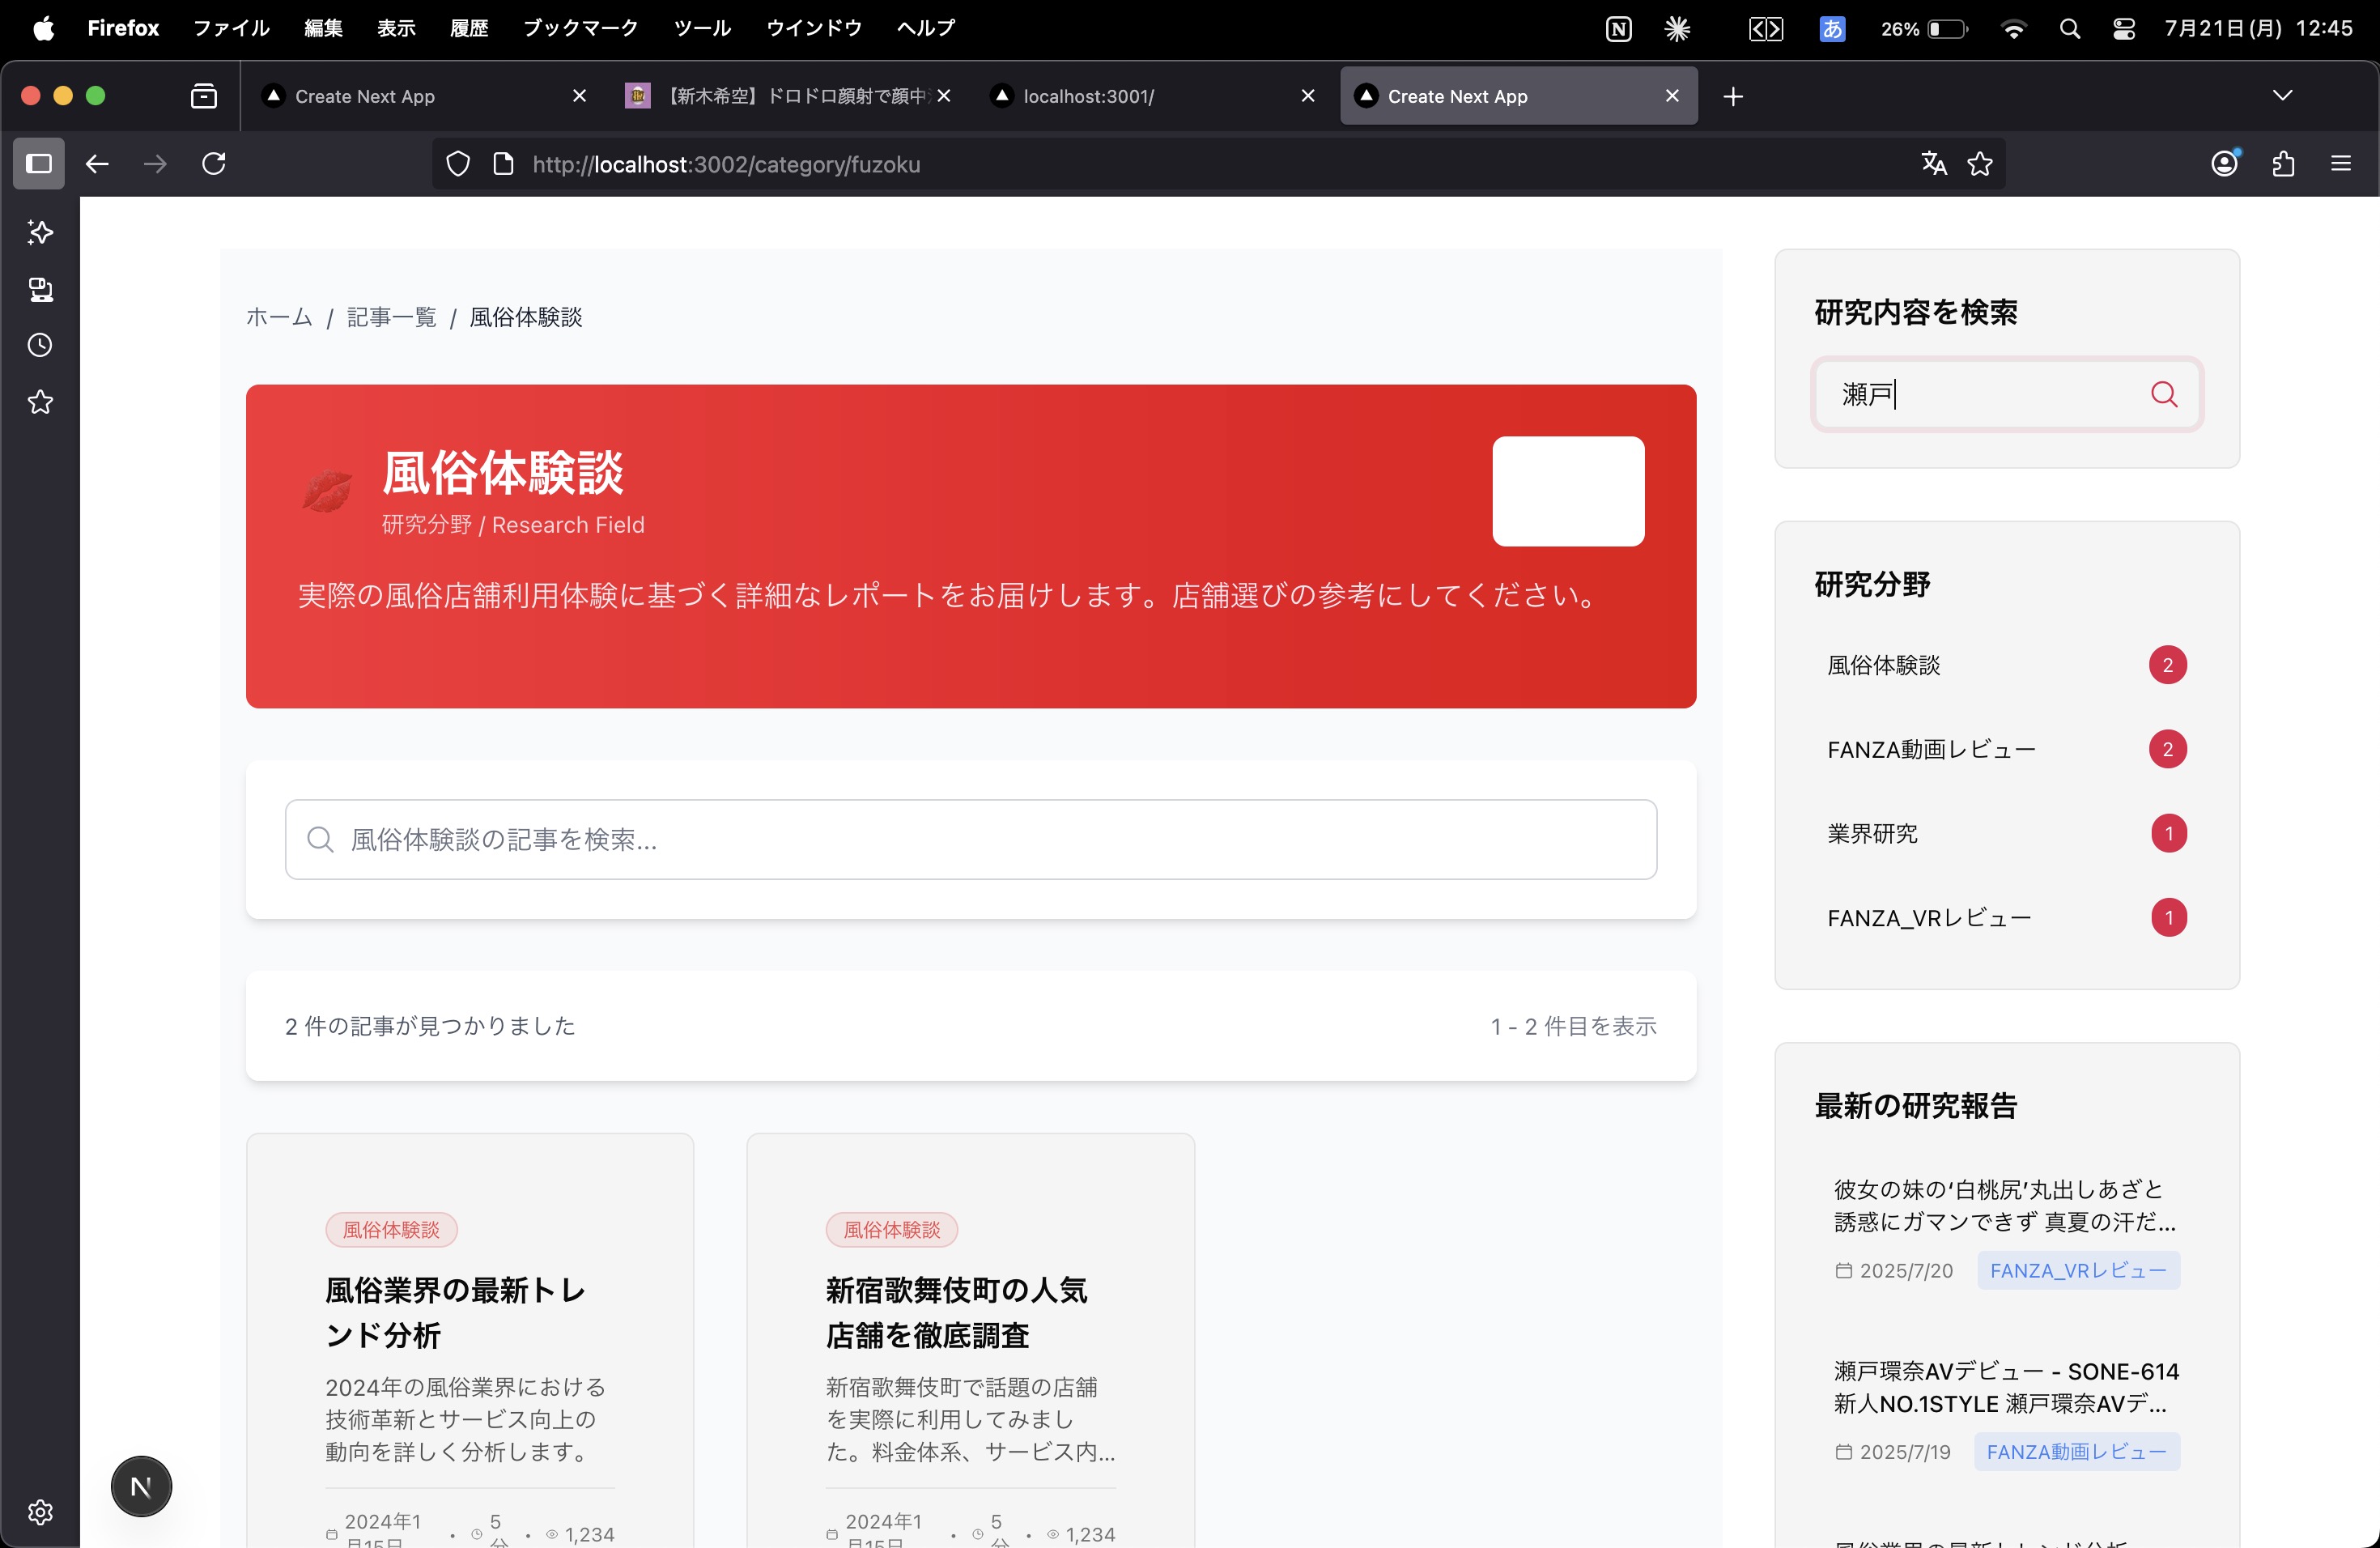 Firefox ファイル 編集 表示 履歴 ブックマーク ツール ウインドウ ヘルプ
N あ 26% 7月21日(月) 12:45
Create Next App
【新木希空】ドロドロ顔射で顔中
localhost:3001/
Create Next App
http://localhost:3002/category/fuzoku
ホーム / 記事一覧 / 風俗体験談
風俗体験談
研究分野 / Research Field
実際の風俗店舗利用体験に基づく詳細なレポートをお届けします。店舗選びの参考にしてください。
風俗体験談の記事を検索...
2 件の記事が見つかりました
1 - 2 件目を表示
風俗体験談
風俗業界の最新トレ
ンド分析
2024年の風俗業界における
技術革新とサービス向上の
動向を詳しく分析します。
2024年1
月15日
•
5
分
•
1,234
風俗体験談
新宿歌舞伎町の人気
店舗を徹底調査
新宿歌舞伎町で話題の店舗
を実際に利用してみまし
た。料金体系、サービス内...
2024年1
月15日
•
5
分
•
1,234
研究内容を検索
瀬戸
研究分野
風俗体験談 2
FANZA動画レビュー 2
業界研究 1
FANZA_VRレビュー 1
最新の研究報告
彼女の妹の‘白桃尻’丸出しあざと
誘惑にガマンできず 真夏の汗だ...
2025/7/20 FANZA_VRレビュー
瀬戸環奈AVデビュー - SONE-614
新人NO.1STYLE 瀬戸環奈AVデ...
2025/7/19 FANZA動画レビュー
風俗業界の最新トレンド分析
N